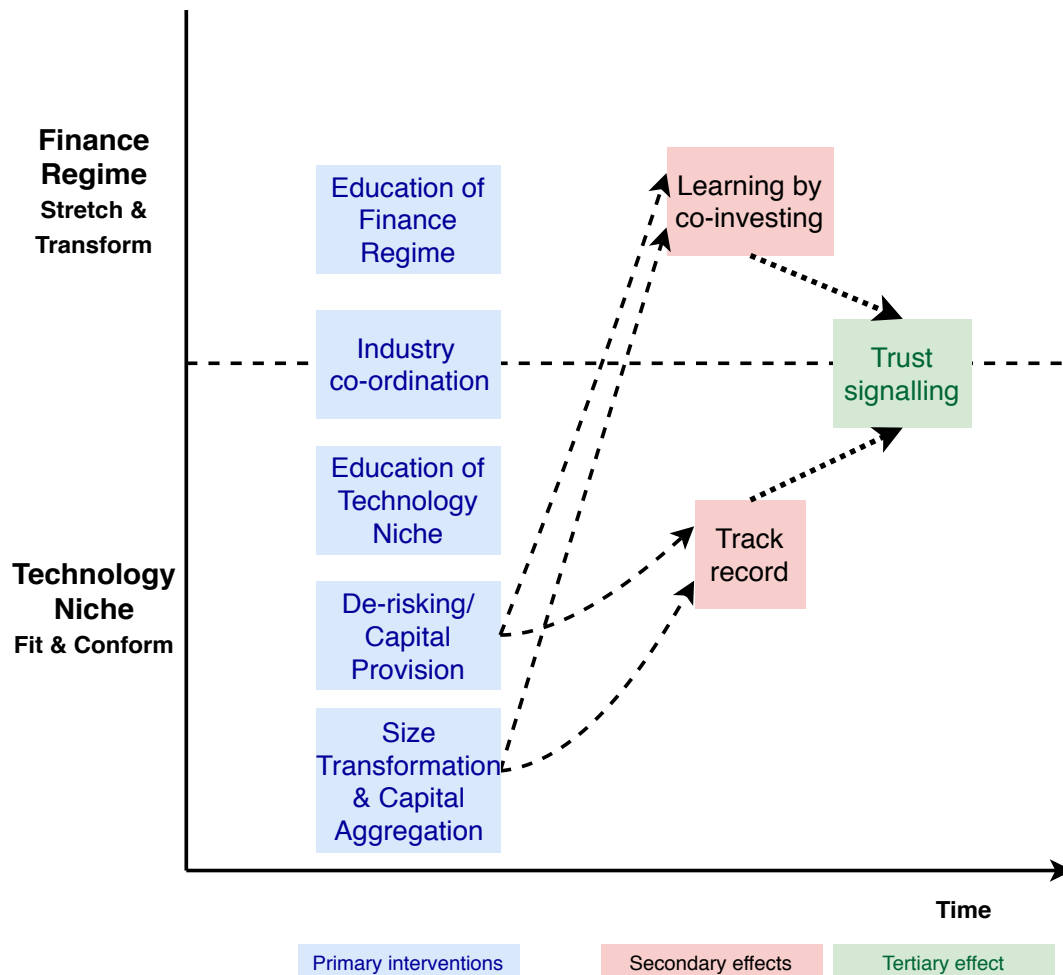 Finance
Regime
Stretch &
Transform
Technology
Niche
Fit & Conform
Education of
Finance
Regime
Industry
co-ordination
Education of
Technology
Niche
De-risking/
Capital
Provision
Size
Transformation
& Capital
Aggregation
Learning by
co-investing
Track
record
Trust
signalling
Time
Primary interventions
Secondary effects
Tertiary effect